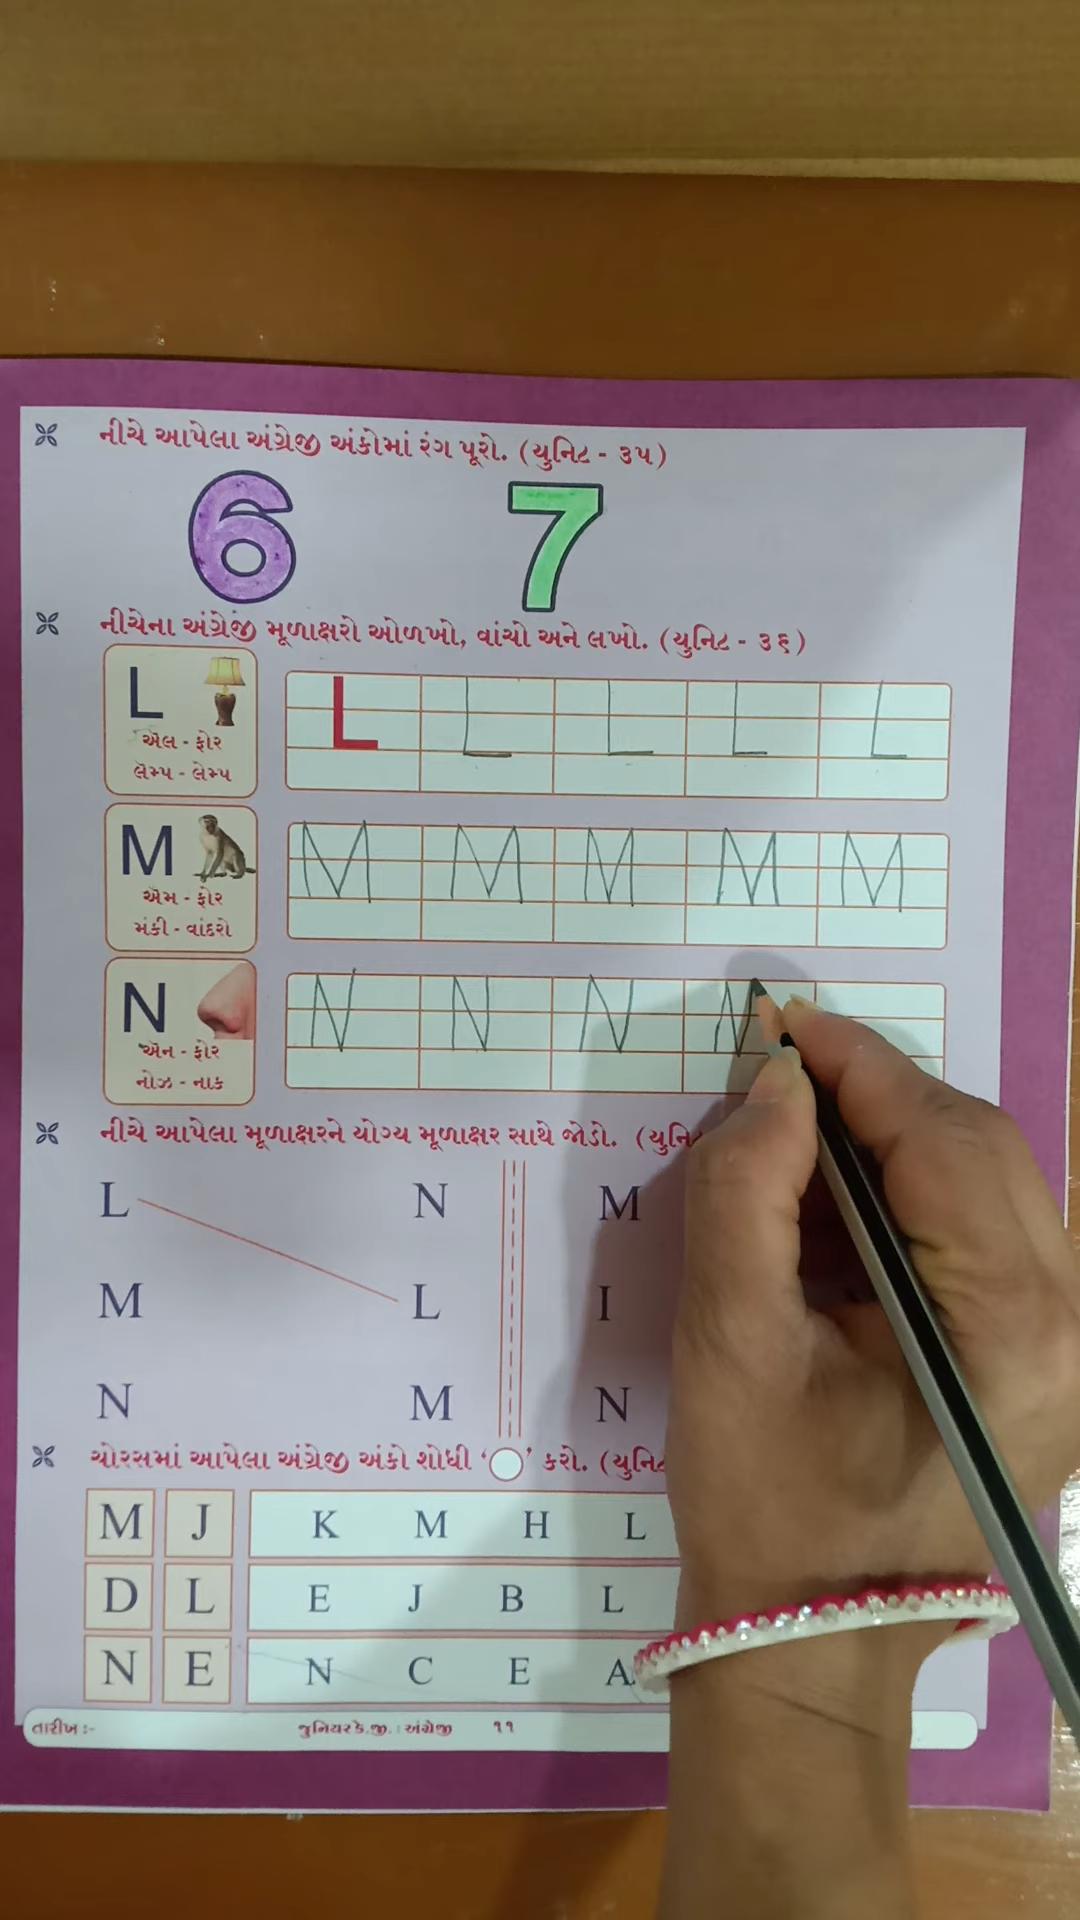 નીચે આપેલા અંગ્રેજી અંકોમાં રંગ પૂરો. (યુનિટ - ૩૫)
6 7
નીચેના અંગ્રેજી મૂળાક્ષરો ઓળખો, વાંચો અને લખો. (યુનિટ - ૩૬)
L
એલ - ફોર
લેમ્પ - લેમ્પ
L L L L L
M
એમ - ફોર
મંકી - વાંદરો
M M M M M
N
એન - ફોર
નોઝ - નાક
N N N N
નીચે આપેલા મૂળાક્ષરને યોગ્ય મૂળાક્ષર સાથે જોડો.
L N M
M L I
N M N
ચોરસમાં આપેલા અંગ્રેજી અંકો શોધી ‘○’ કરો.
M J K M H L
D L E J B L
N E N C E A
તારીખ :- જુનિયર કે.જી. : અંગ્રેજી ૧૧